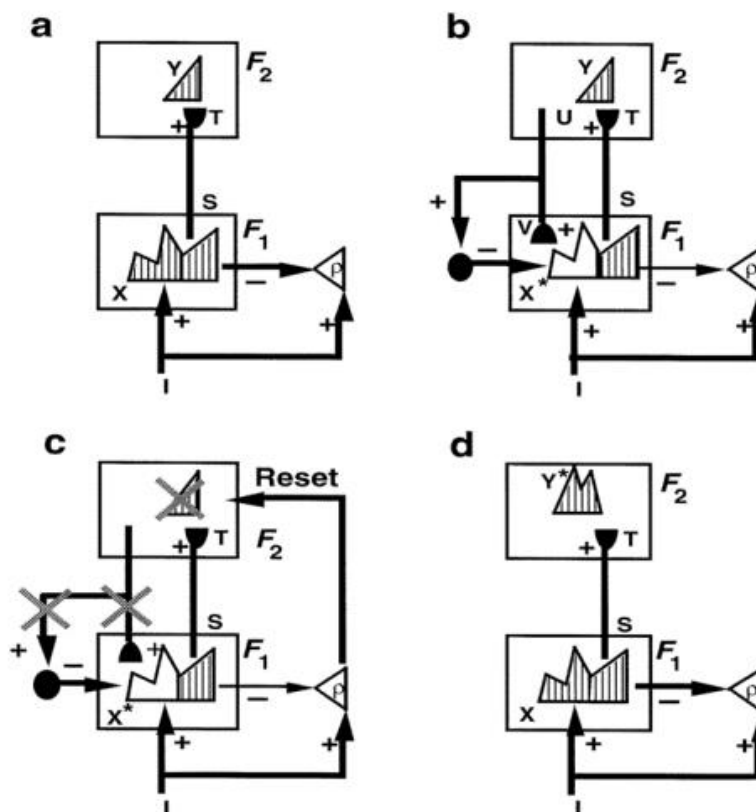 a
b
Y F2
Y F2
+ T
U + T
S
S
+
F1
V + F1
− ρ
− − ρ
X
X*
+ +
+ +
I
I
c
d
Reset
Y* F2
+ T F2
+ T
S
S
+
+ F1
F1
− − ρ
− ρ
X*
X
+ +
+ +
I
I